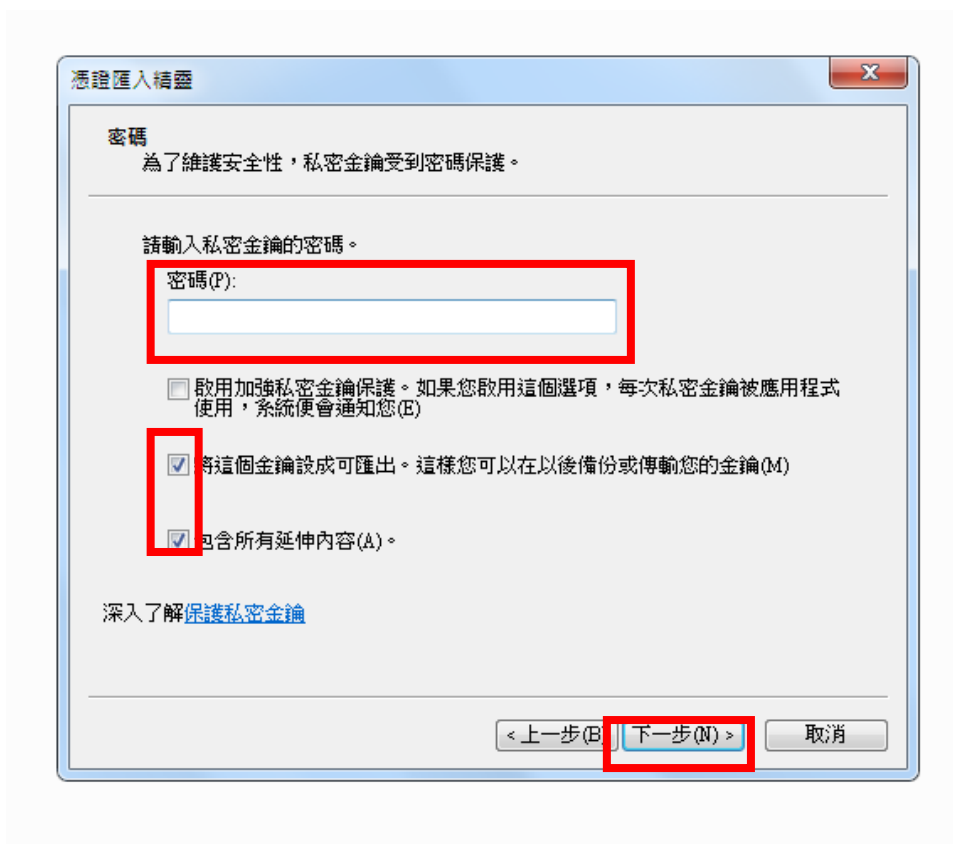 憑證匯入精靈
密碼
為了維護安全性，私密金鑰受到密碼保護。
請輸入私密金鑰的密碼。
密碼(P):
啟用加強私密金鑰保護。如果您啟用這個選項，每次私密金鑰被應用程式
使用，系統便會通知您(E)
將這個金鑰設成可匯出。這樣您可以在以後備份或傳輸您的金鑰(M)
包含所有延伸內容(A)。
深入了解保護私密金鑰
<上一步(B 下一步(N) > 取消